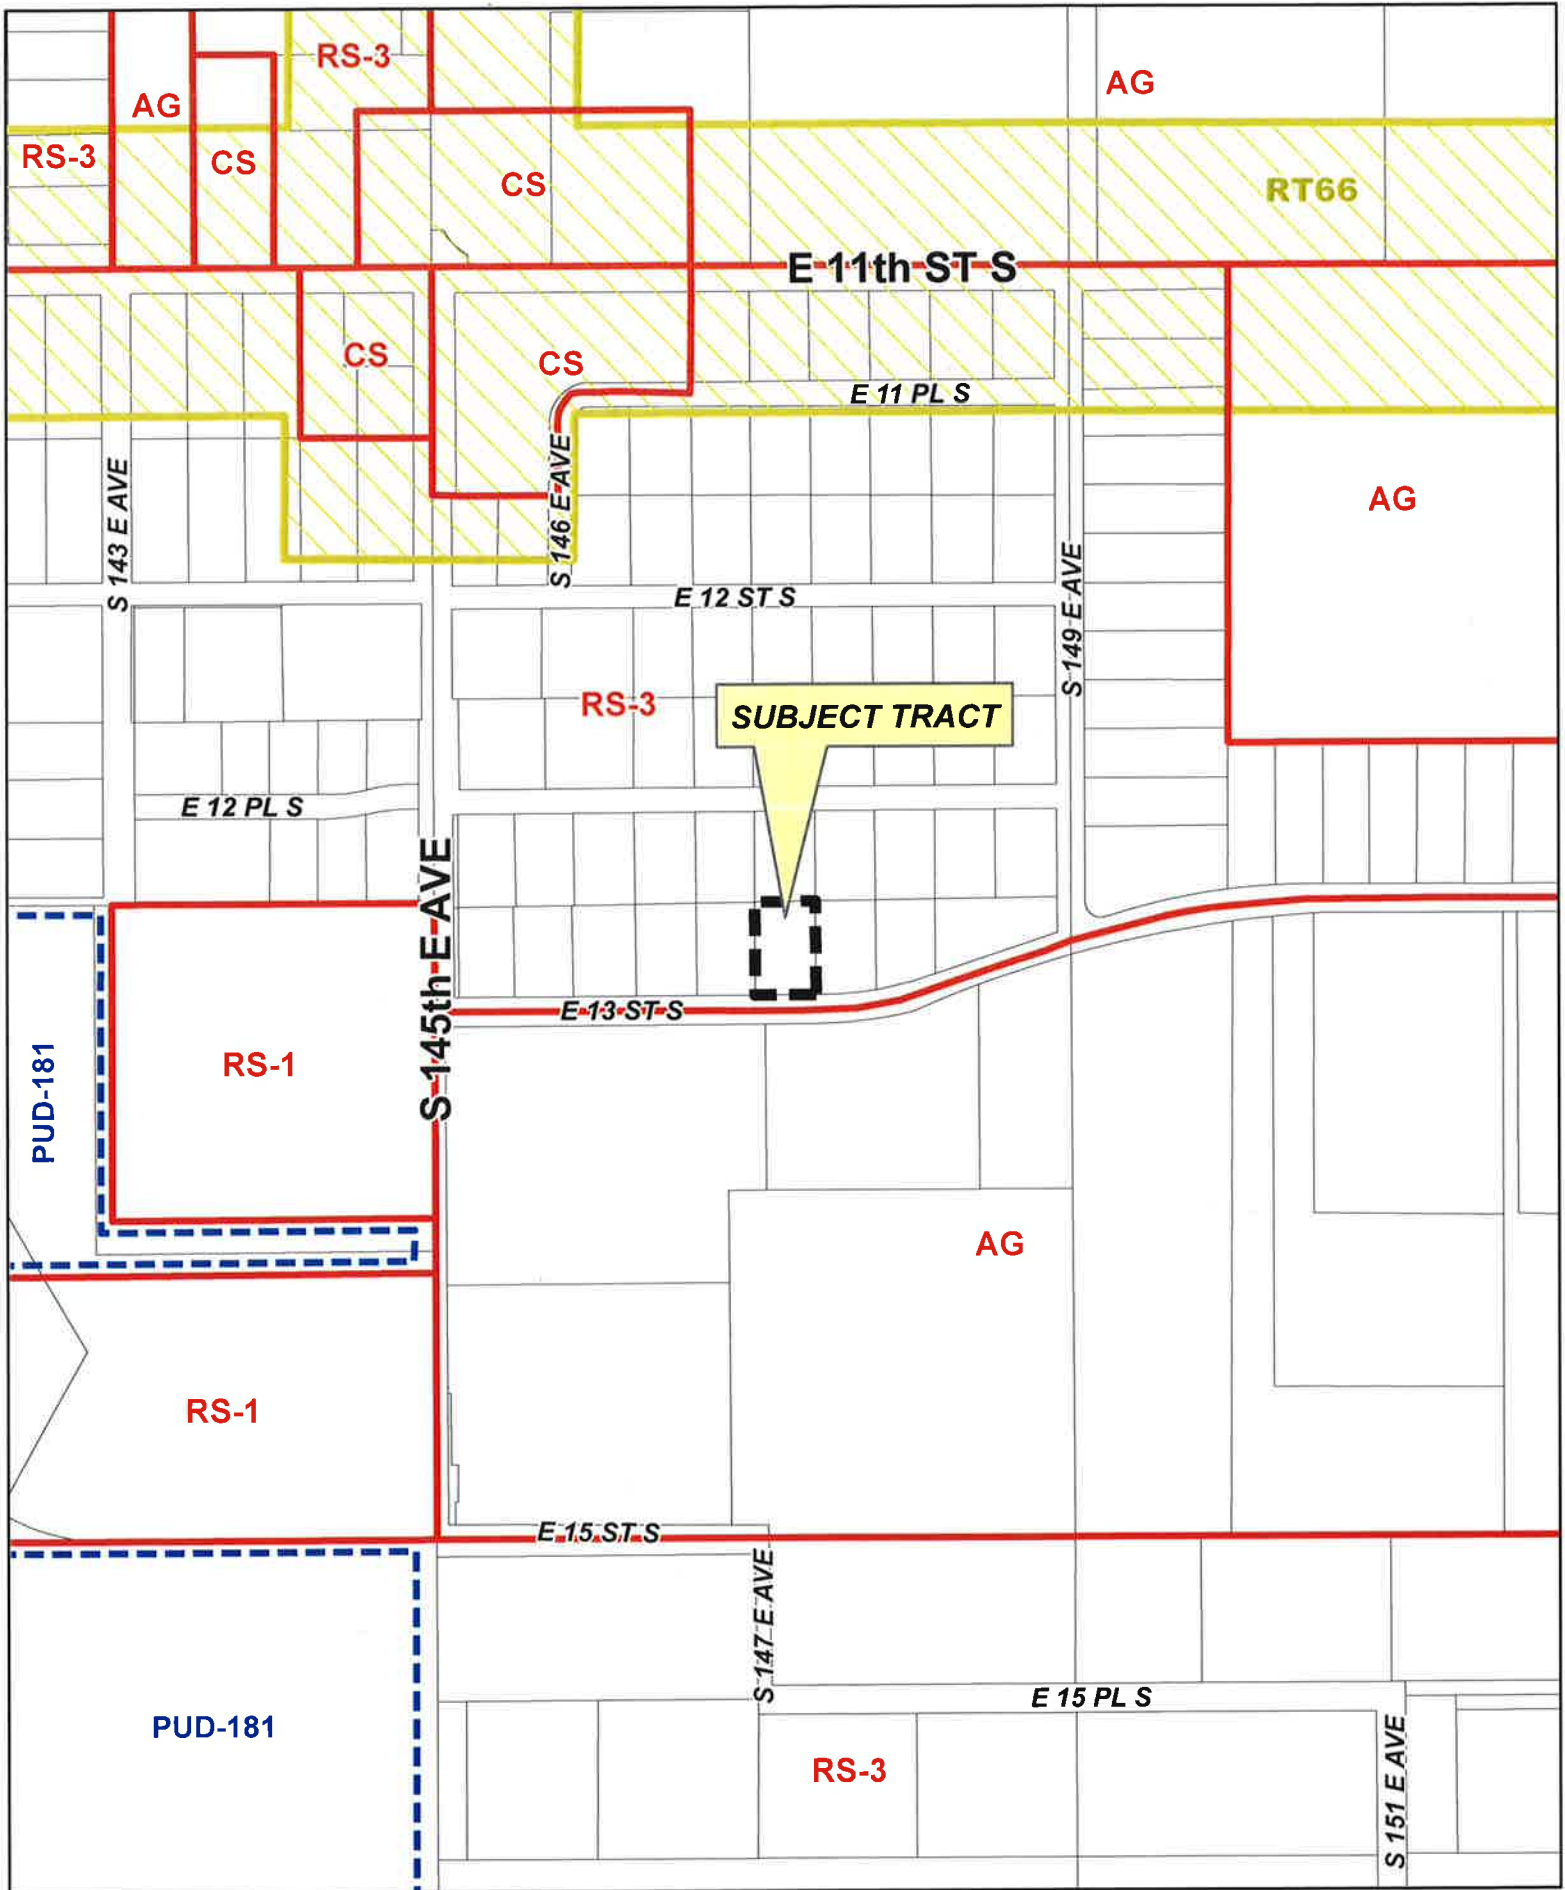 RS-3
AG
AG
RS-3
CS
CS
RT66
E 11th ST S
CS
CS
E 11 PL S
S 143 E AVE
S 146 E AVE
AG
S 149 E AVE
E 12 ST S
RS-3
SUBJECT TRACT
E 12 PL S
S 145th E AVE
E 13 ST S
PUD-181
RS-1
AG
RS-1
E 15 ST S
S 147 E AVE
E 15 PL S
PUD-181
RS-3
S 151 E AVE